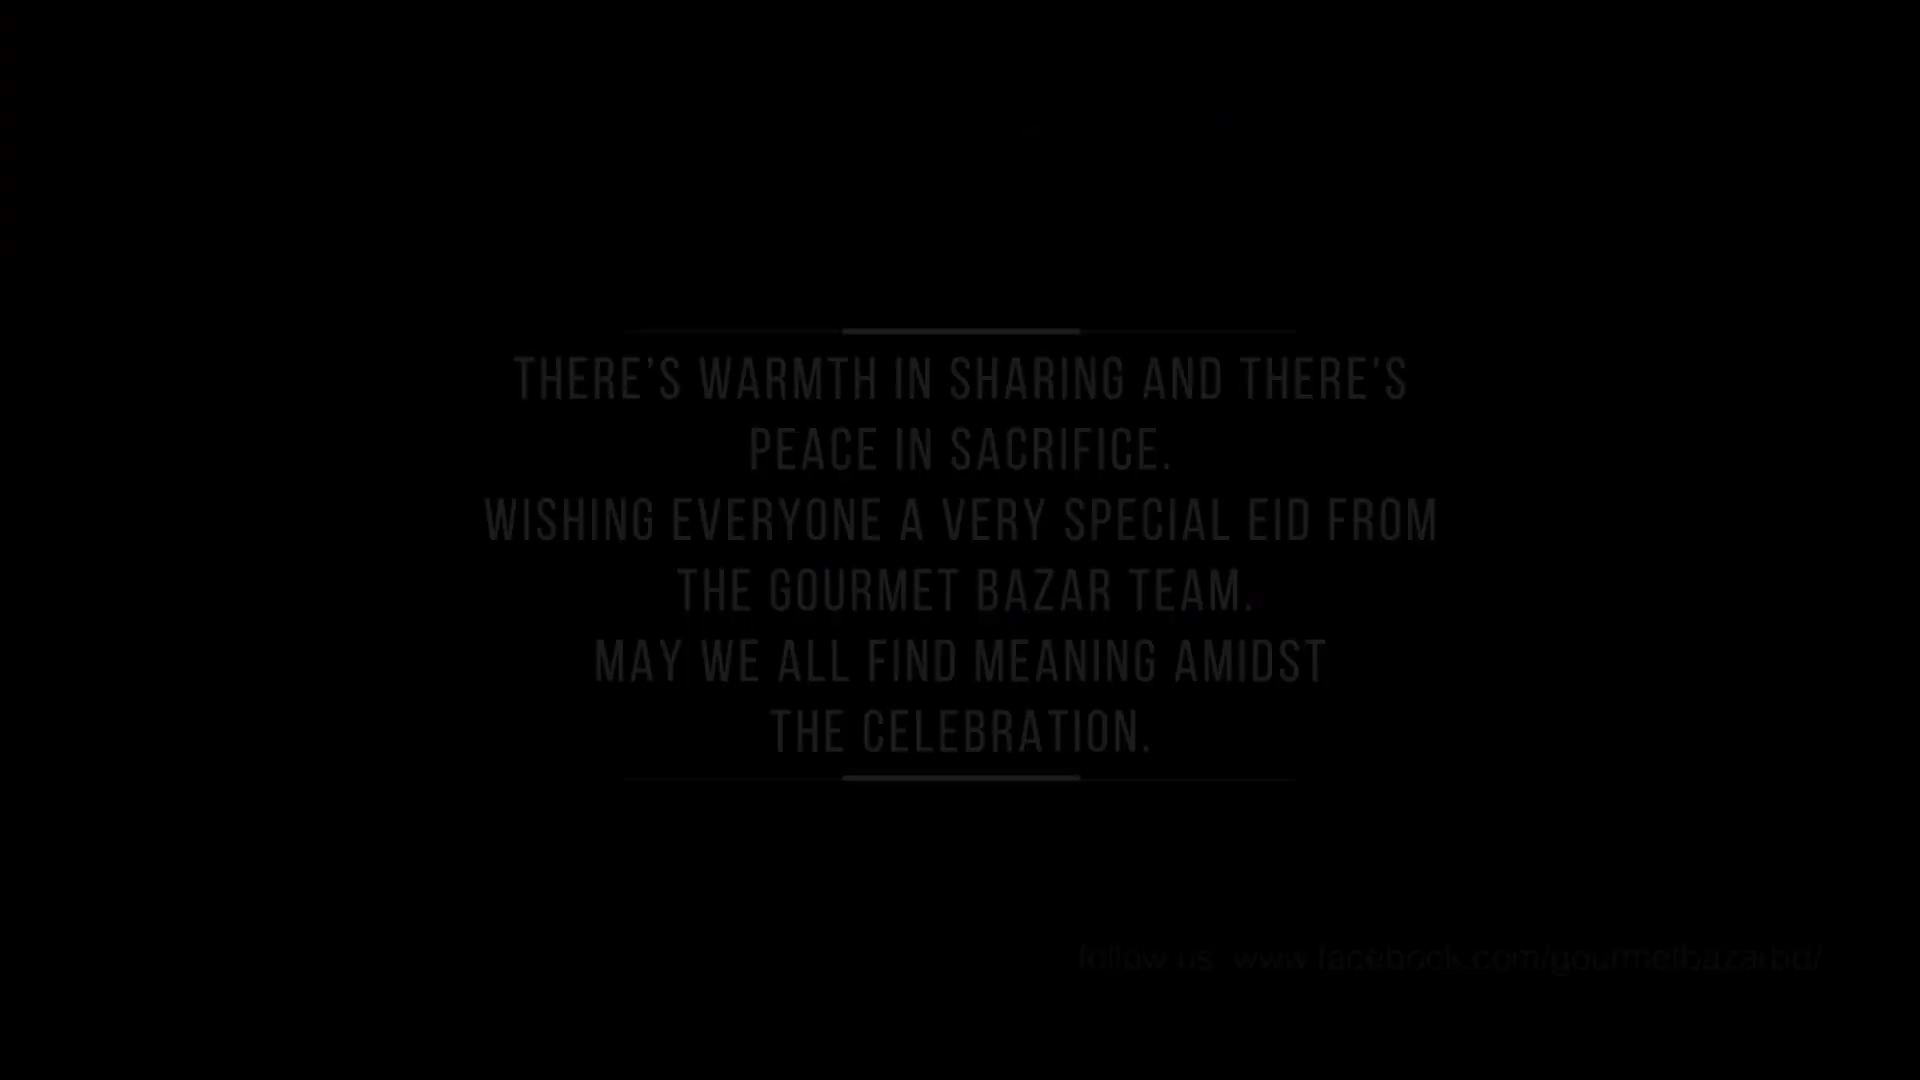 THERE’S WARMTH IN SHARING AND THERE’S
PEACE IN SACRIFICE.
WISHING EVERYONE A VERY SPECIAL EID FROM
THE GOURMET BAZAR TEAM.
MAY WE ALL FIND MEANING AMIDST
THE CELEBRATION.
follow us: www.facebook.com/gourmetbazarbd/